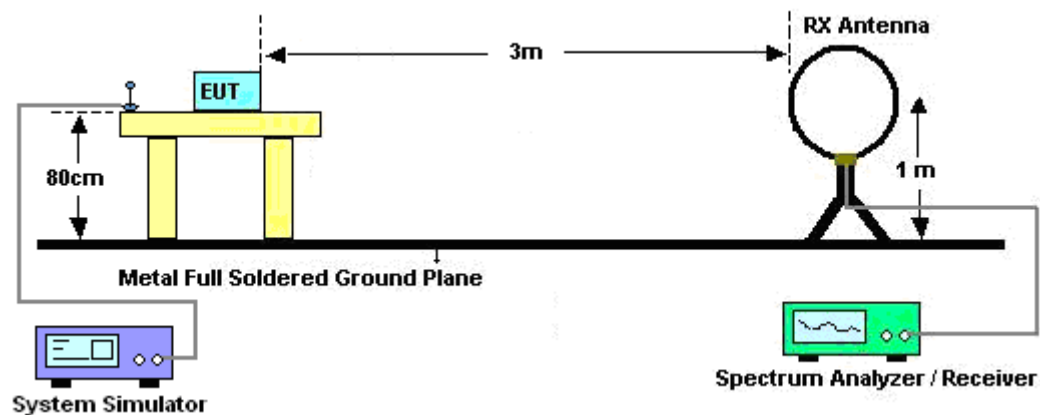 RX Antenna
3m
EUT
80cm
1 m
Metal Full Soldered Ground Plane
System Simulator
Spectrum Analyzer / Receiver